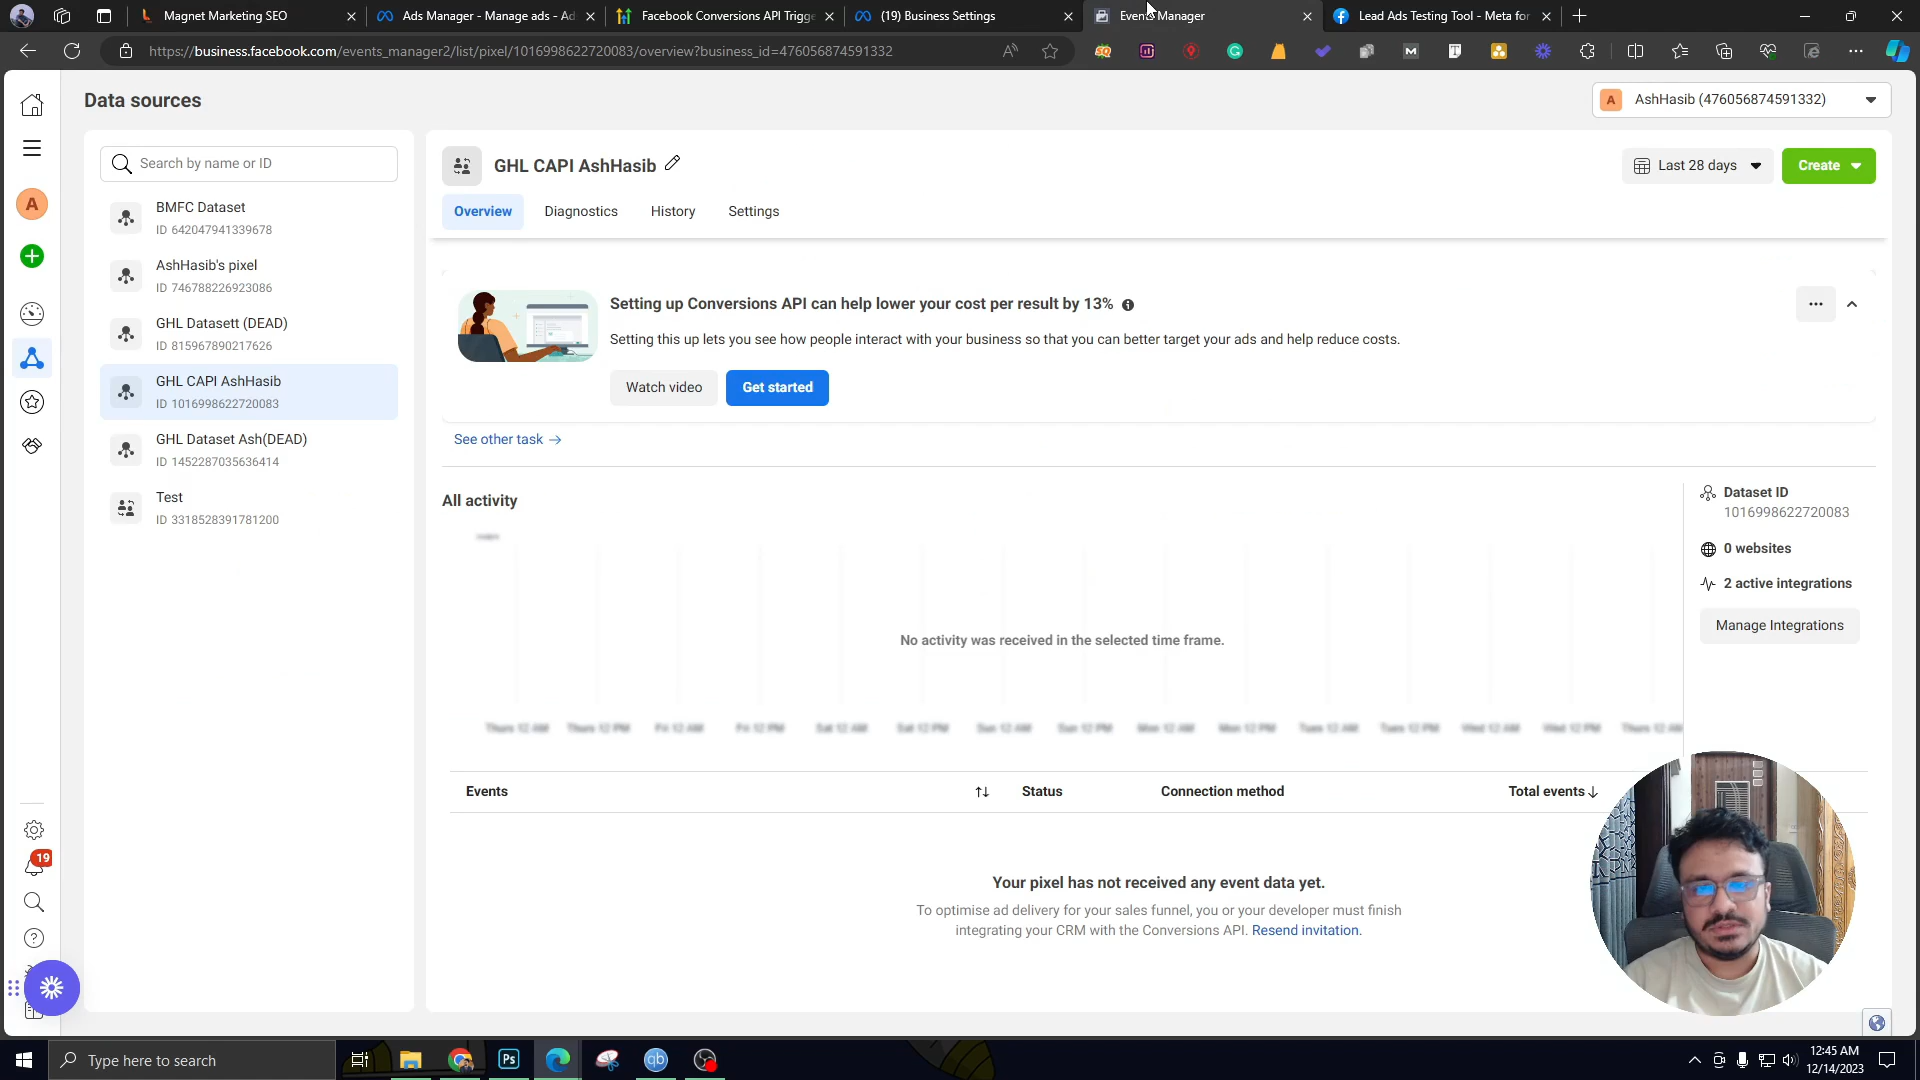 Magnet Marketing SEO
Ads Manager - Manage ads - Ad
Facebook Conversions API Trigge
(19) Business Settings
Events Manager
Lead Ads Testing Tool - Meta for
https://business.facebook.com/events_manager2/list/pixel/1016998622720083/overview?business_id=476056874591332
Data sources
A AshHasib (476056874591332)
Search by name or ID
GHL CAPI AshHasib
Last 28 days
Create
Overview
Diagnostics
History
Settings
A
BMFC Dataset
ID 642047941339678
AshHasib's pixel
ID 746788226923086
GHL Datasett (DEAD)
ID 815967890217626
GHL CAPI AshHasib
ID 1016998622720083
GHL Dataset Ash(DEAD)
ID 1452287035636414
Test
ID 3318528391781200
Setting up Conversions API can help lower your cost per result by 13%
Setting this up lets you see how people interact with your business so that you can better target your ads and help reduce costs.
Watch video
Get started
See other task →
All activity
Dataset ID
1016998622720083
0 websites
2 active integrations
Manage Integrations
No activity was received in the selected time frame.
Thurs 12 AM Thurs 12 PM Fri 12 AM Fri 12 PM Sat 12 AM Sat 12 PM Sun 12 AM Sun 12 PM Mon 12 AM Mon 12 PM Tues 12 AM Tues 12 PM Wed 12 AM Wed 12 PM Thurs 12 AM
Events
Status
Connection method
Total events
Your pixel has not received any event data yet.
To optimise ad delivery for your sales funnel, you or your developer must finish
integrating your CRM with the Conversions API. Resend invitation.
19
Type here to search
Ps
qb
12:45 AM
12/14/2023